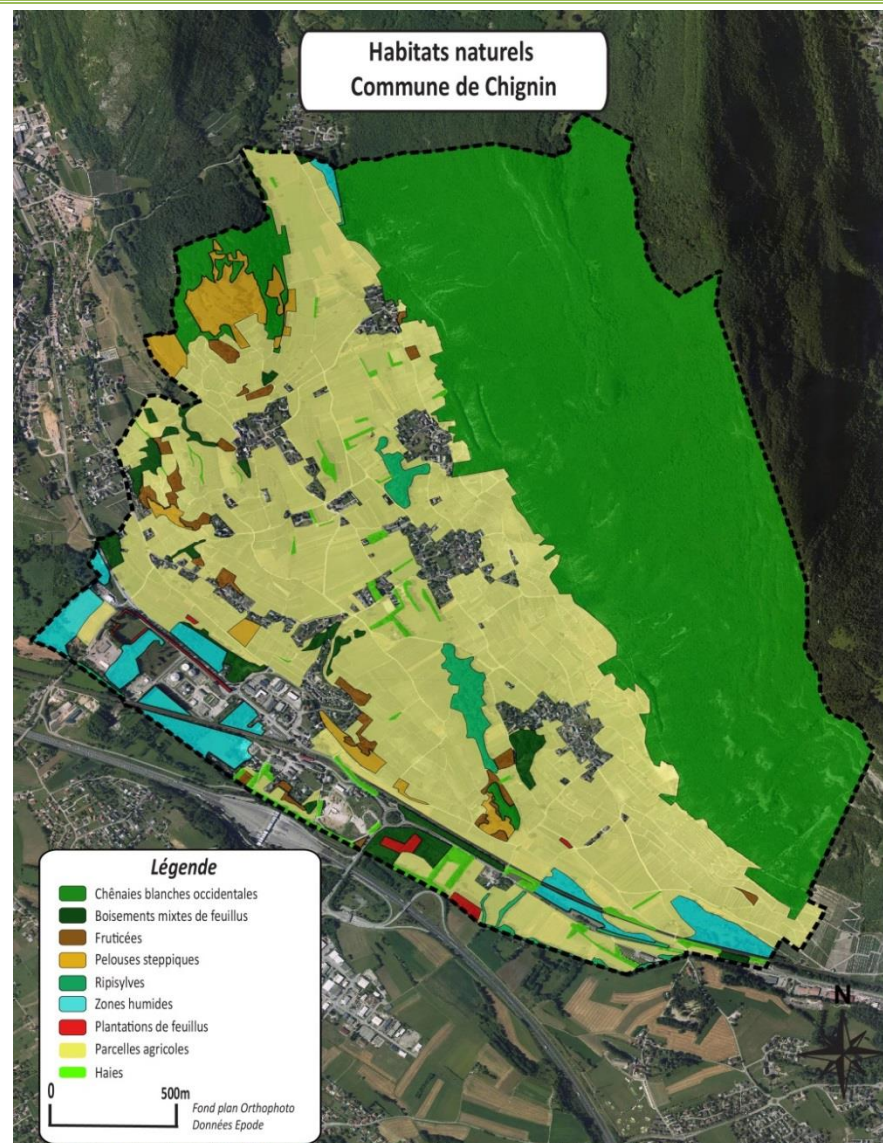 Habitats naturels
Commune de Chignin
Légende
Chênaies blanches occidentales
Boisements mixtes de feuillus
Fruticées
Pelouses steppiques
Ripisylves
Zones humides
Plantations de feuillus
Parcelles agricoles
Haies
0 500m
Fond plan Orthophoto
Données Epode
N